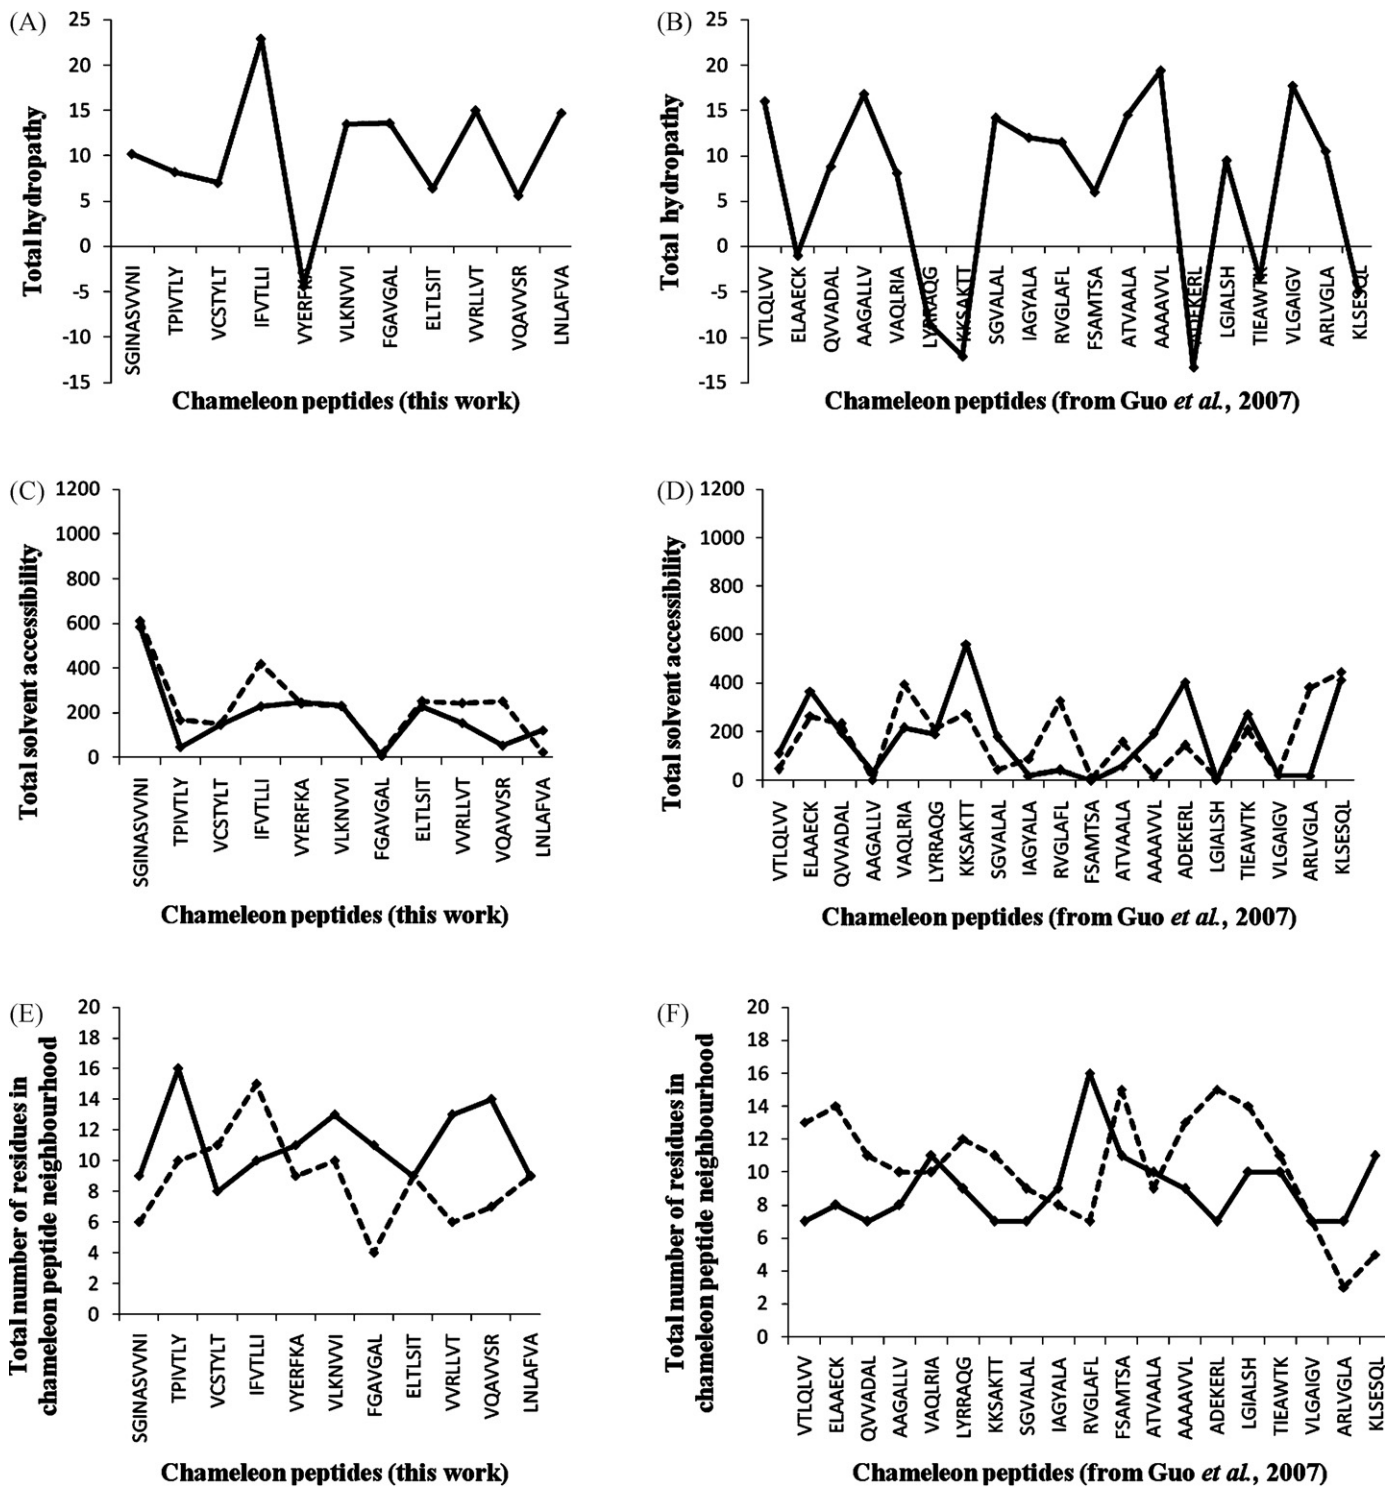 (A)
25
20
15
10
5
0
-5
-10
-15
Total hydropathy
SGINASVVNI
TPIVTLY
VCSTYLT
IFVTLLI
VYERFKA
VLKNVVI
FGAVGAL
ELTLSIT
VVRLLVT
VQAVVSR
LNLAFVA
Chameleon peptides (this work)
(B)
25
20
15
10
5
0
-5
-10
-15
Total hydropathy
VTLQLVV
ELAAECK
QVVADAL
AAGALLV
VAQLRIA
LYRRAQG
KKSAKTT
SGVALAL
IAGYALA
RVGLAFL
FSAMTSA
ATVAALA
AAAVVL
ADEKERL
LGIALSH
TIEAWTK
VLGAIGV
ARLVGLA
KLSESQL
Chameleon peptides (from Guo et al., 2007)
(C)
1200
1000
800
600
400
200
0
Total solvent accessibility
SGINASVVNI
TPIVTLY
VCSTYLT
IFVTLLI
VYERFKA
VLKNVVI
FGAVGAL
ELTLSIT
VVRLLVT
VQAVVSR
LNLAFVA
Chameleon peptides (this work)
(D)
1200
1000
800
600
400
200
0
Total solvent accessibility
VTLQLVV
ELAAECK
QVVADAL
AAGALLV
VAQLRIA
LYRRAQG
KKSAKTT
SGVALAL
IAGYALA
RVGLAFL
FSAMTSA
ATVAALA
AAAVVL
ADEKERL
LGIALSH
TIEAWTK
VLGAIGV
ARLVGLA
KLSESQL
Chameleon peptides (from Guo et al., 2007)
(E)
20
18
16
14
12
10
8
6
4
2
0
Total number of residues in
chameleon peptide neighbourhood
SGINASVVNI
TPIVTLY
VCSTYLT
IFVTLLI
VYERFKA
VLKNVVI
FGAVGAL
ELTLSIT
VVRLLVT
VQAVVSR
LNLAFVA
Chameleon peptides (this work)
(F)
20
18
16
14
12
10
8
6
4
2
0
Total number of residues in
chameleon peptide neighbourhood
VTLQLVV
ELAAECK
QVVADAL
AAGALLV
VAQLRIA
LYRRAQG
KKSAKTT
SGVALAL
IAGYALA
RVGLAFL
FSAMTSA
ATVAALA
AAAVVL
ADEKERL
LGIALSH
TIEAWTK
VLGAIGV
ARLVGLA
KLSESQL
Chameleon peptides (from Guo et al., 2007)